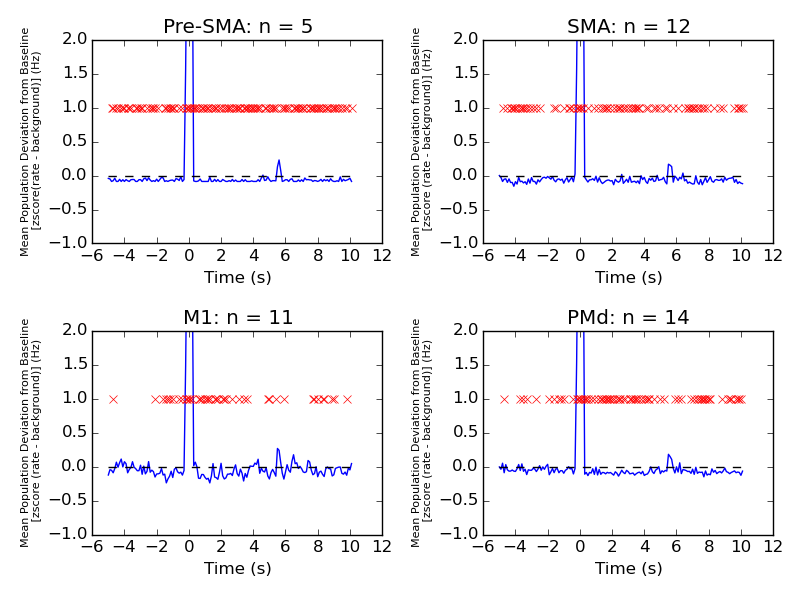 Pre-SMA: n = 5
Mean Population Deviation from Baseline
[zscore(rate - background)] (Hz)
2.0
1.5
1.0
0.5
0.0
−0.5
−1.0
−6 −4 −2 0 2 4 6 8 10 12
Time (s)
SMA: n = 12
Mean Population Deviation from Baseline
[zscore (rate - background)] (Hz)
2.0
1.5
1.0
0.5
0.0
−0.5
−1.0
−6 −4 −2 0 2 4 6 8 10 12
Time (s)
M1: n = 11
Mean Population Deviation from Baseline
[zscore (rate - background)] (Hz)
2.0
1.5
1.0
0.5
0.0
−0.5
−1.0
−6 −4 −2 0 2 4 6 8 10 12
Time (s)
PMd: n = 14
Mean Population Deviation from Baseline
[zscore (rate - background)] (Hz)
2.0
1.5
1.0
0.5
0.0
−0.5
−1.0
−6 −4 −2 0 2 4 6 8 10 12
Time (s)